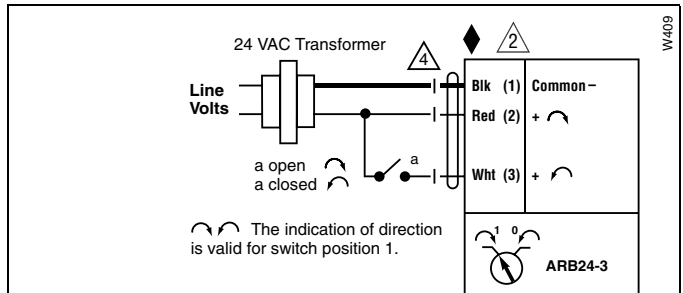 W409
24 VAC Transformer
4
2
Line
Volts
Blk (1) Common –
Red (2) +
a
a open
a closed
Wht (3) +
The indication of direction
is valid for switch position 1.
1 0
ARB24-3